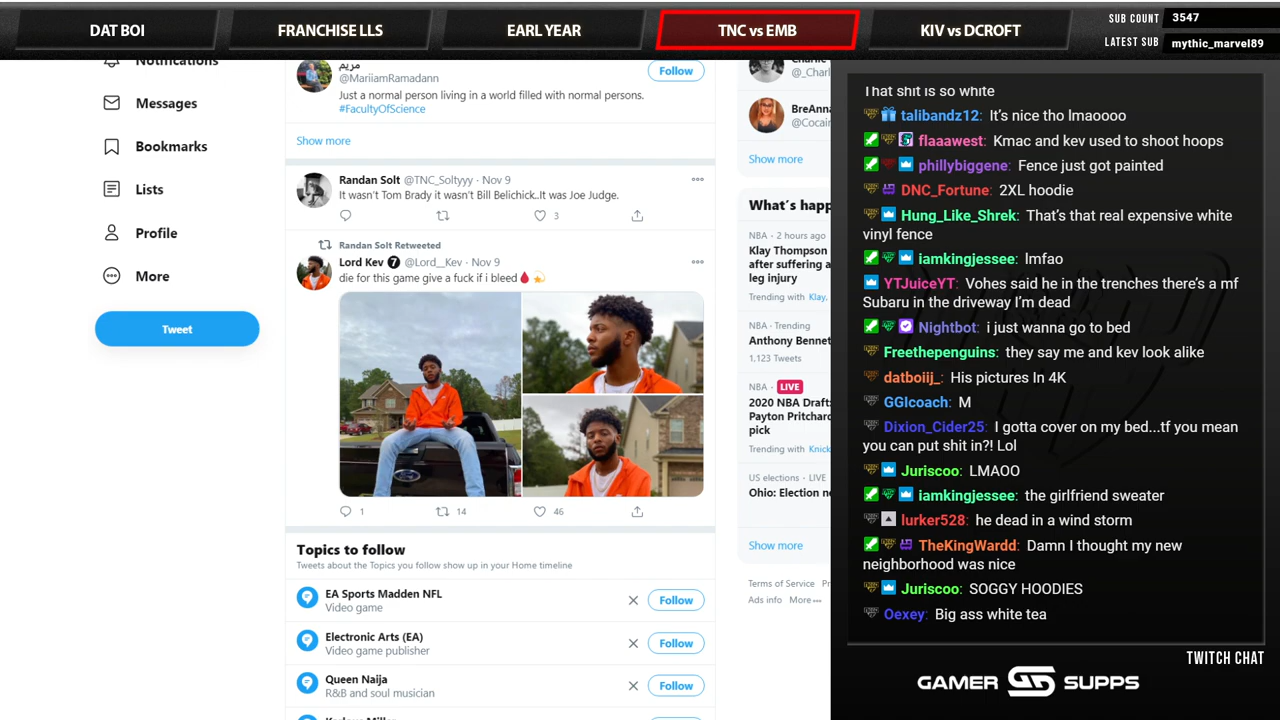 DAT BOI
FRANCHISE LLS
EARL YEAR
TNC vs EMB
KIV vs DCROFT
SUB COUNT
3547
LATEST SUB
mythic_marvel89
Notifications
Messages
Bookmarks
Lists
Profile
More
Tweet
مريم
@MariiamRamadann
Follow
Just a normal person living in a world filled with normal persons.
#FacultyOfScience
Show more
Randan Solt @TNC_Soltyyy · Nov 9
It wasn't Tom Brady it wasn't Bill Belichick..It was Joe Judge.
3
Randan Solt Retweeted
Lord Kev 7 @Lord__Kev · Nov 9
die for this game give a fuck if i bleed🩸💫
1
14
46
Topics to follow
Tweets about the Topics you follow show up in your Home timeline
EA Sports Madden NFL
Video game
Follow
Electronic Arts (EA)
Video game publisher
Follow
Queen Naija
R&B and soul musician
Follow
@_Charl
BreAnna
@Cocain
Show more
What's happ
NBA · 2 hours ago
Klay Thompson
after suffering a
leg injury
Trending with Klay,
NBA · Trending
Anthony Bennet
1,123 Tweets
NBA · LIVE
2020 NBA Draft:
Payton Pritchard
pick
Trending with Knick
US elections · LIVE
Ohio: Election ne
Show more
Terms of Service Pr
Ads info More
That shit is so white
talibandz12: It's nice tho lmaoooo
flaaawest: Kmac and kev used to shoot hoops
phillybiggene: Fence just got painted
DNC_Fortune: 2XL hoodie
Hung_Like_Shrek: That's that real expensive white
vinyl fence
iamkingjessee: lmfao
YTJuiceYT: Vohes said he in the trenches there's a mf
Subaru in the driveway I'm dead
Nightbot: i just wanna go to bed
Freethepenguins: they say me and kev look alike
datboiij_: His pictures In 4K
GGIcoach: M
Dixion_Cider25: I gotta cover on my bed...tf you mean
you can put shit in?! Lol
Juriscoo: LMAOO
iamkingjessee: the girlfriend sweater
lurker528: he dead in a wind storm
TheKingWardd: Damn I thought my new
neighborhood was nice
Juriscoo: SOGGY HOODIES
Oexey: Big ass white tea
TWITCH CHAT
GAMER SUPPS